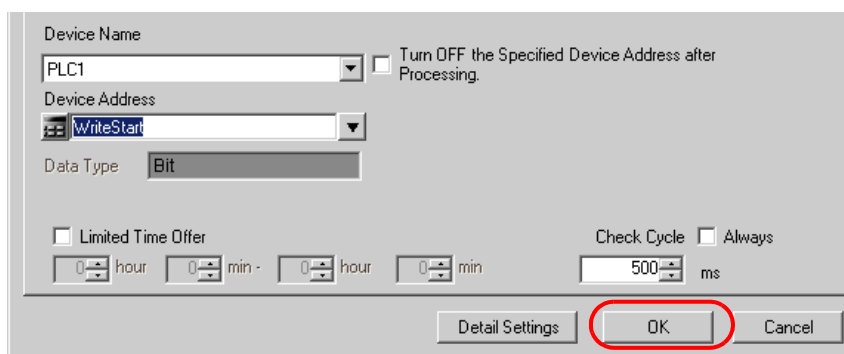 Device Name
PLC1
Turn OFF the Specified Device Address after
Processing.
Device Address
WriteStart
Data Type Bit
Limited Time Offer Check Cycle Always
0 hour 0 min - 0 hour 0 min 500 ms
Detail Settings OK Cancel